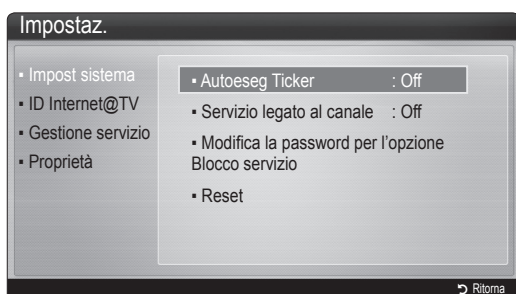 Impostaz.
▪ Impost sistema
▪ ID Internet@TV
▪ Gestione servizio
▪ Proprietà
▪ Autoeseg Ticker : Off
▪ Servizio legato al canale : Off
▪ Modifica la password per l'opzione
Blocco servizio
▪ Reset
Ritorna